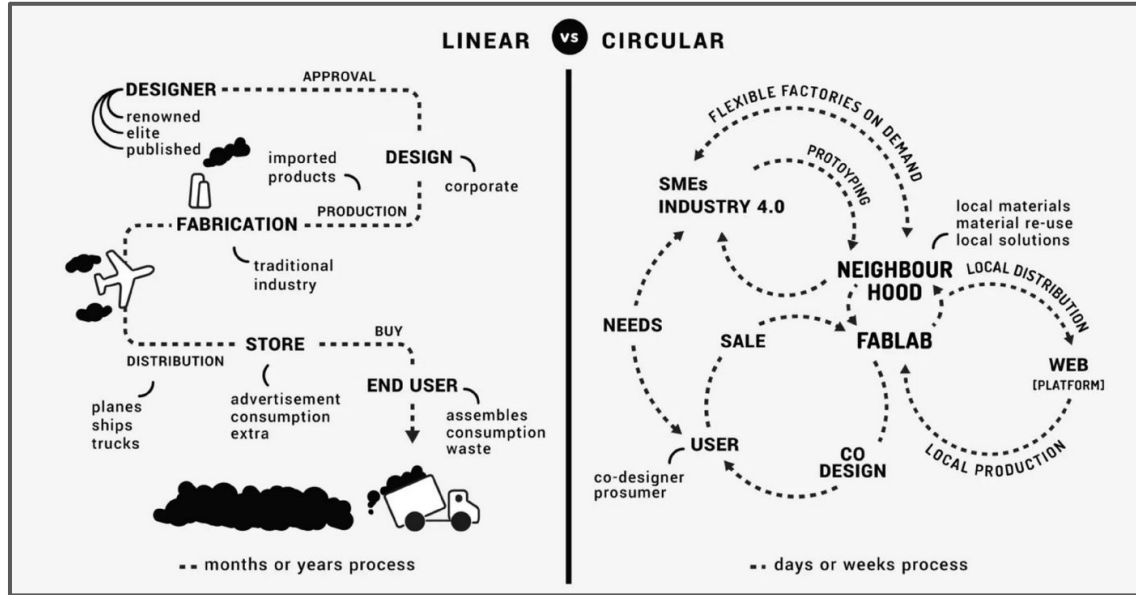 LINEAR vs CIRCULAR
APPROVAL
DESIGNER
renowned
elite
published
DESIGN
corporate
imported
products
PRODUCTION
FABRICATION
traditional
industry
DISTRIBUTION
planes
ships
trucks
STORE
advertisement
consumption
extra
BUY
END USER
assembles
consumption
waste
months or years process
FLEXIBLE FACTORIES ON DEMAND
PROTOYPING
SMEs
INDUSTRY 4.0
local materials
material re-use
local solutions
NEIGHBOUR
HOOD
LOCAL DISTRIBUTION
NEEDS
SALE
FABLAB
WEB
[PLATFORM]
LOCAL PRODUCTION
USER
co-designer
prosumer
CO
DESIGN
days or weeks process